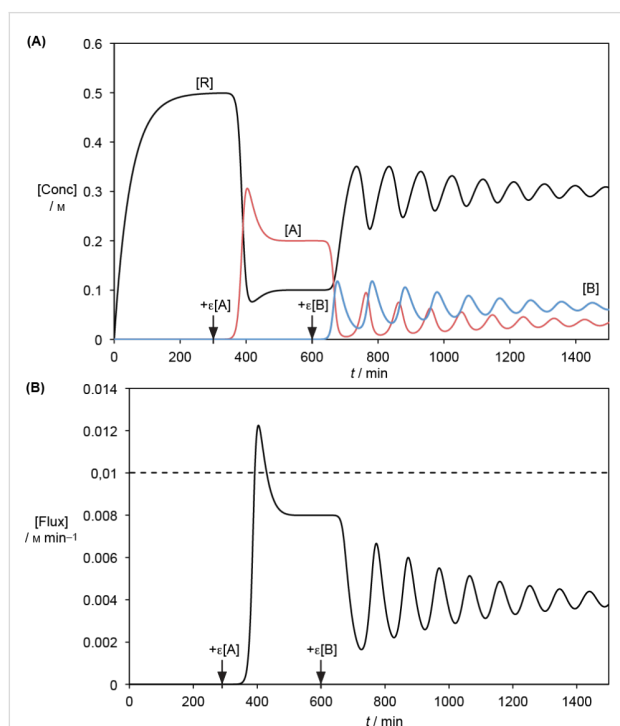 (A)
0.6
0.5
0.4
0.3
0.2
0.1
0
[Conc]
/ M
[R]
[A]
[B]
+ε[A]
+ε[B]
0 200 400 600 800 1000 1200 1400
t / min
(B)
0.014
0.012
0,01
0.008
0.006
0.004
0.002
0
[Flux]
/ M min–1
+ε[A]
+ε[B]
0 200 400 600 800 1000 1200 1400
t / min